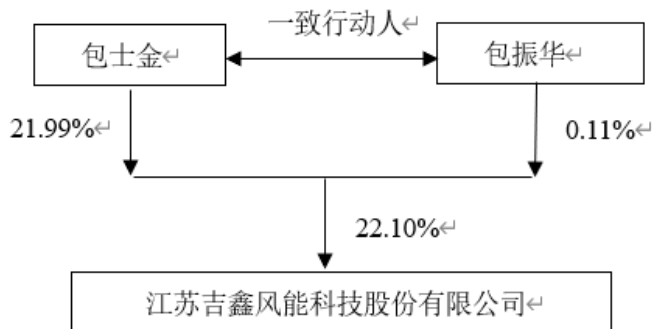 一致行动人
包士金
包振华
21.99%
0.11%
22.10%
江苏吉鑫风能科技股份有限公司